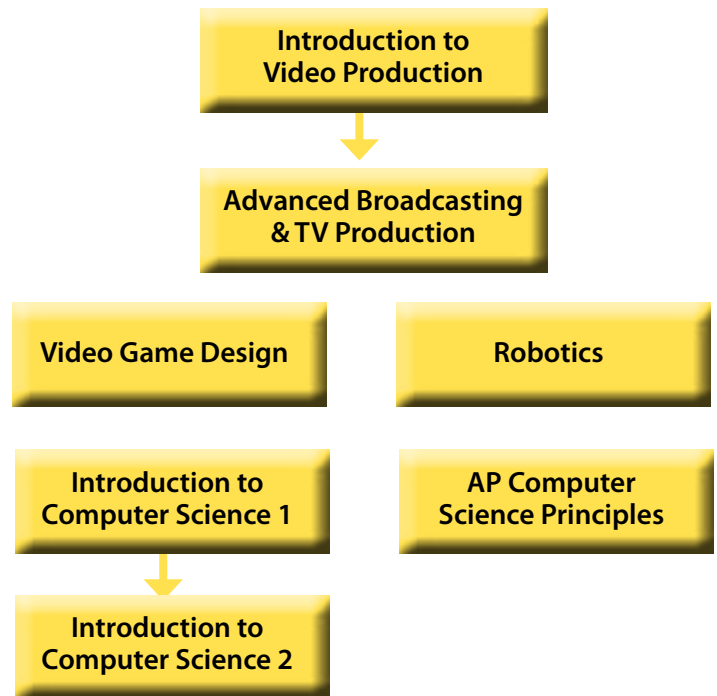 Introduction to
Video Production
Advanced Broadcasting
& TV Production
Video Game Design
Robotics
Introduction to
Computer Science 1
AP Computer
Science Principles
Introduction to
Computer Science 2